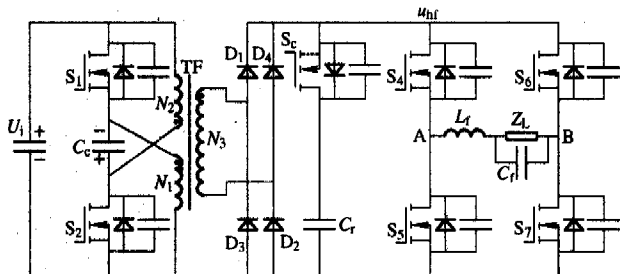 u_hf
S_1
TF
D_1 D_4
S_c
S_4
S_6
N_2
U_i + −
− C_c +
N_3
A
L_f
Z_L
B
C_f
N_1
S_2
D_3 D_2
C_r
S_5
S_7